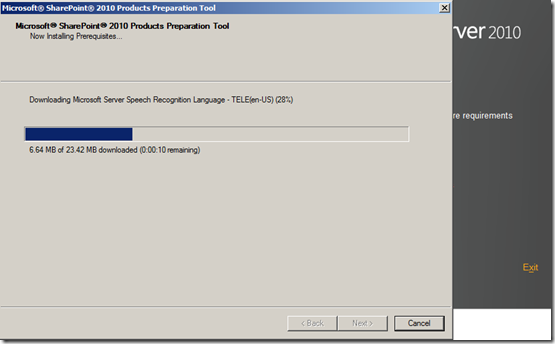 Microsoft® SharePoint® 2010 Products Preparation Tool
Microsoft® SharePoint® 2010 Products Preparation Tool
Now Installing Prerequisites...
Downloading Microsoft Server Speech Recognition Language - TELE(en-US) (28%)
6.64 MB of 23.42 MB downloaded (0:00:10 remaining)
< Back
Next >
Cancel
rver 2010
re requirements
Exit